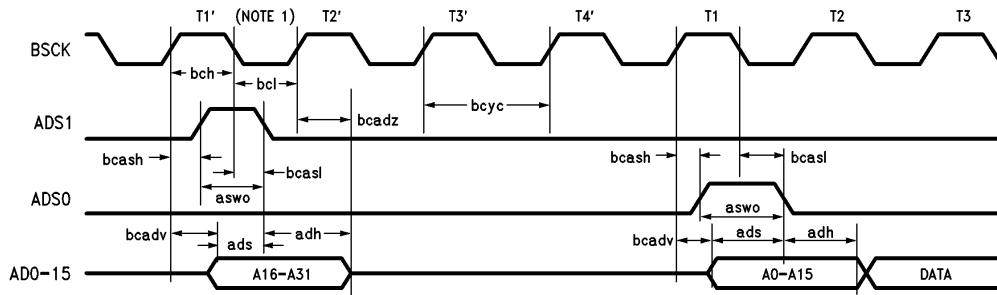 T1' (NOTE 1) T2' T3' T4' T1 T2 T3
BSCK
bch bcl bcyc
ADS1 bcadz
bcash bcasl bcash bcasl
ADS0 aswo aswo
bcadv ads adh bcadv ads adh
AD0-15 A16-A31 A0-A15 DATA